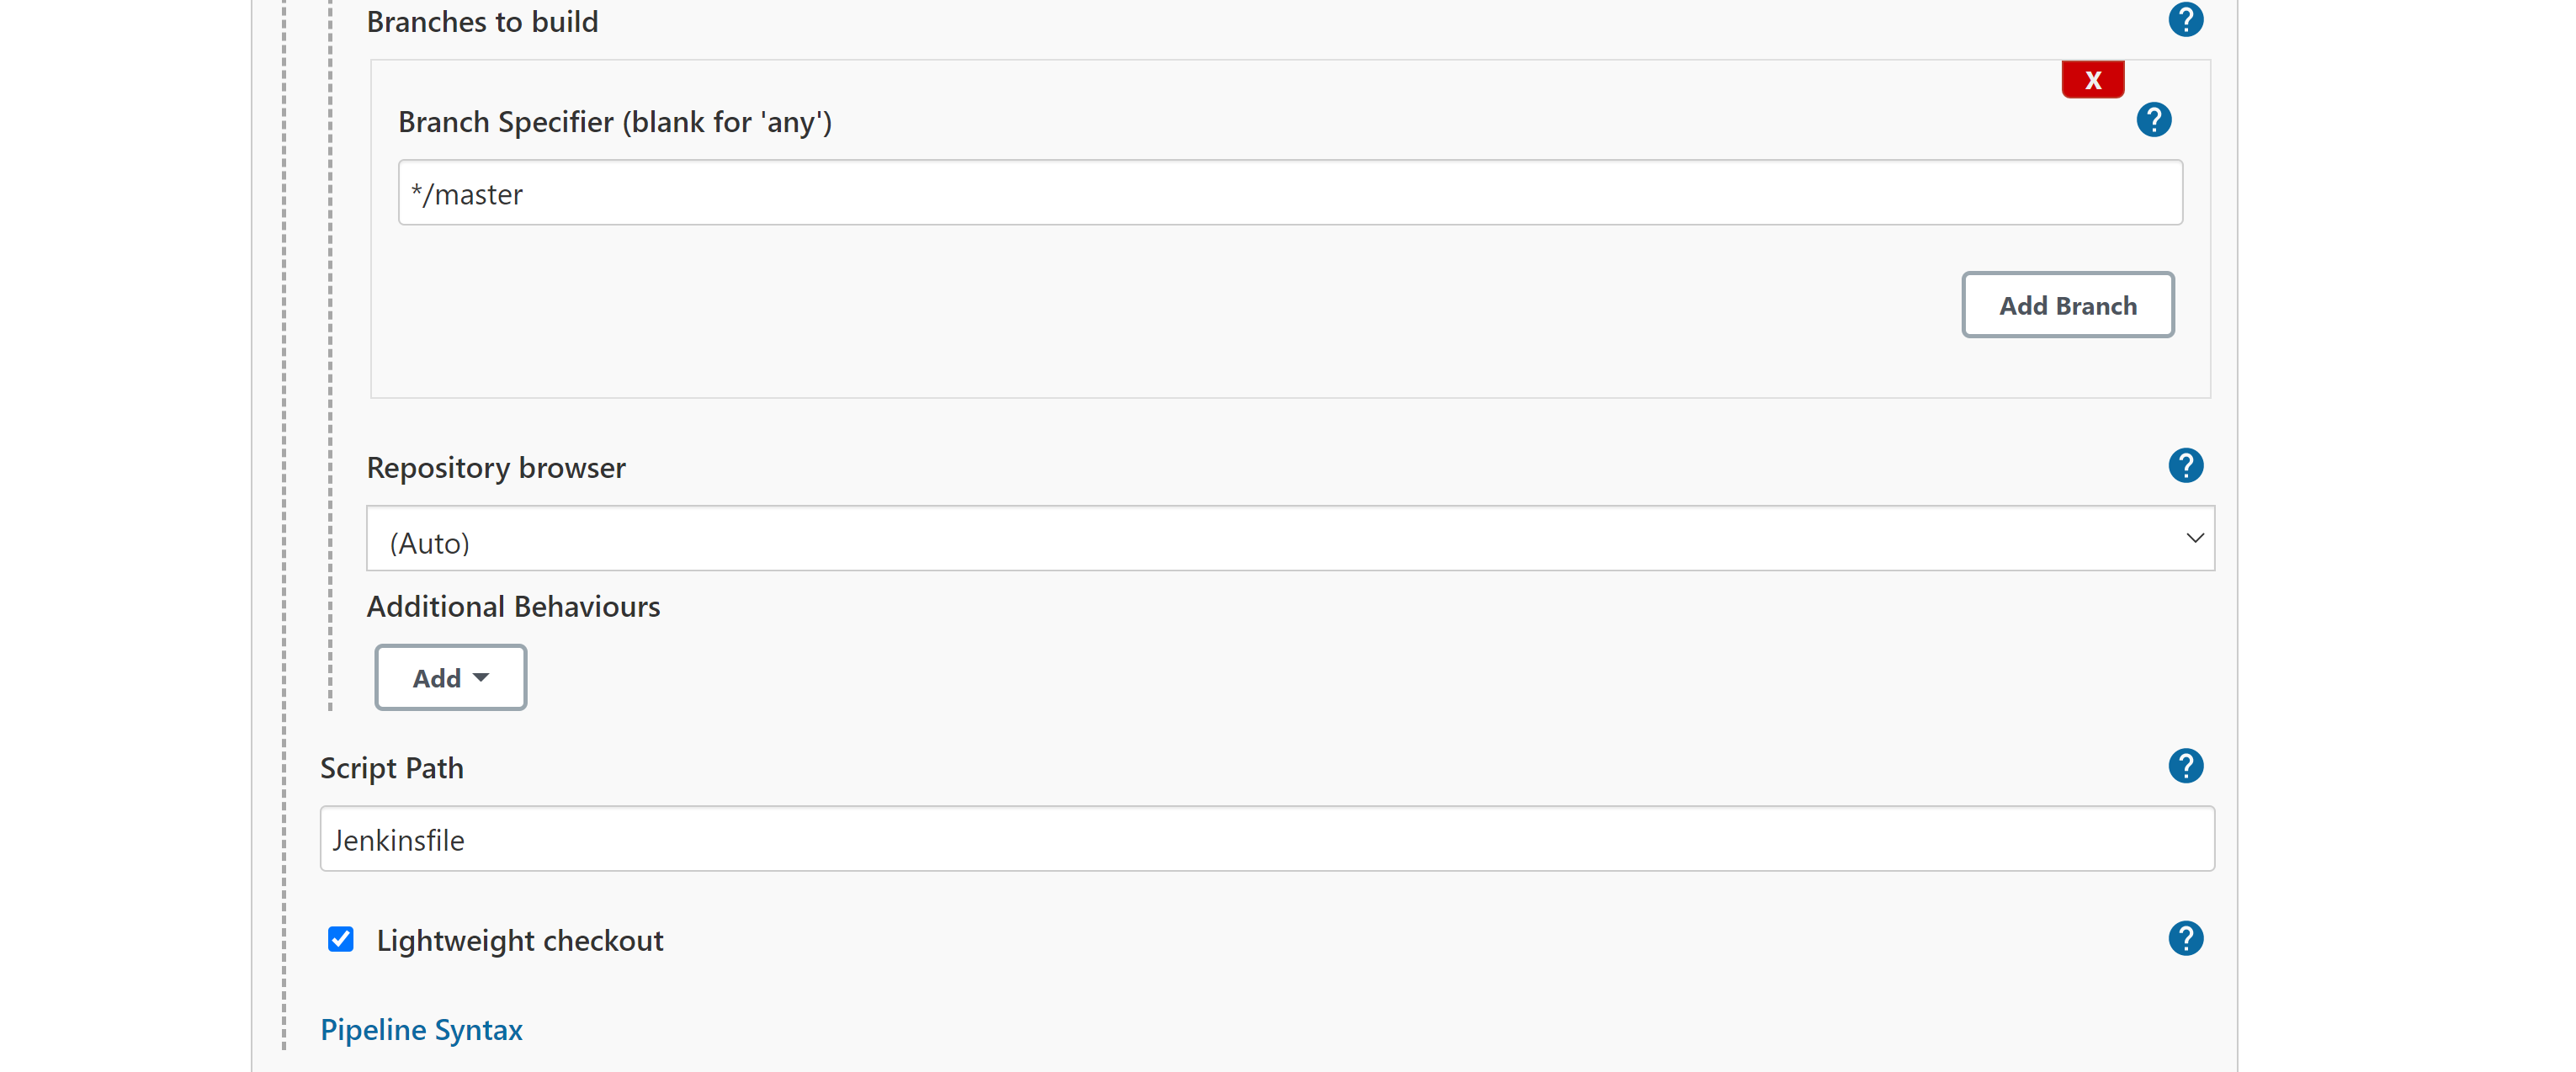 Branches to build
?
X
Branch Specifier (blank for 'any')
?
*/master
Add Branch
Repository browser
?
(Auto)
Additional Behaviours
Add
Script Path
?
Jenkinsfile
Lightweight checkout
?
Pipeline Syntax